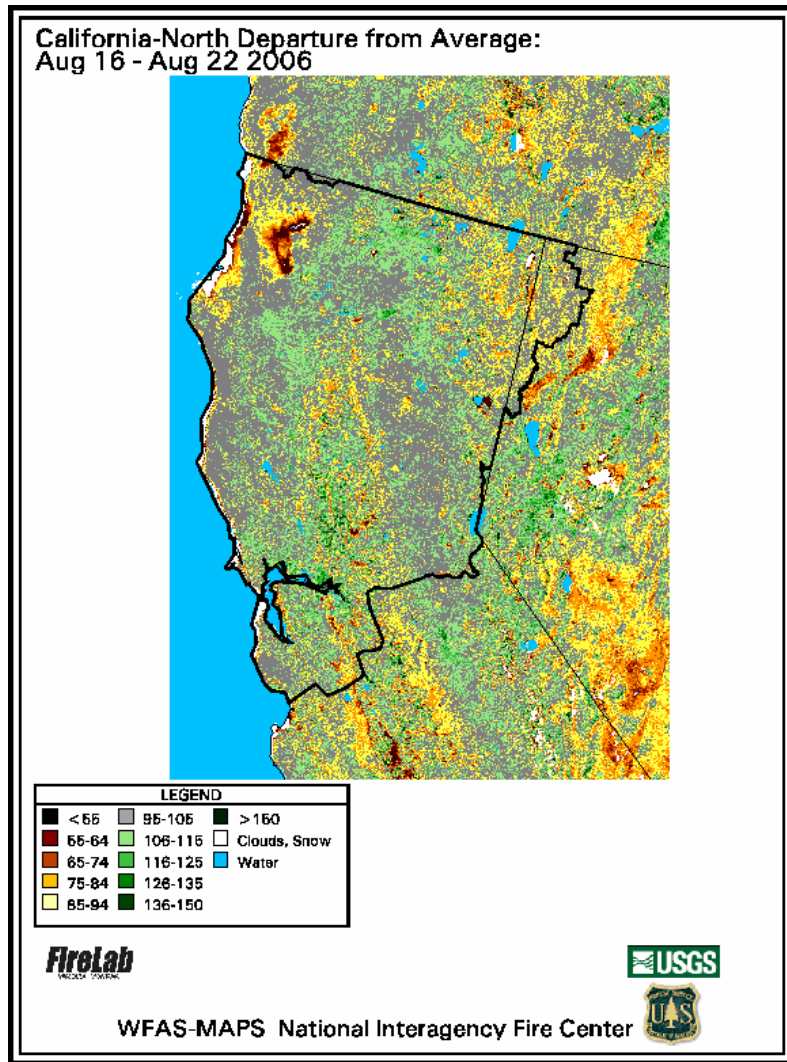 California-North Departure from Average:
Aug 16 - Aug 22 2006
LEGEND
<55 95-105 >150
55-64 106-115 Clouds, Snow
65-74 116-125 Water
75-84 126-135
85-94 136-150
FireLab
USGS
U S
WFAS-MAPS National Interagency Fire Center